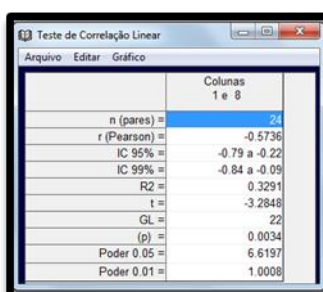 Teste de Correlação Linear
Arquivo Editar Gráfico
Colunas
1 e 8
n (pares) = 24
r (Pearson) = -0.5736
IC 95% = -0.79 a -0.22
IC 99% = -0.84 a -0.09
R2 = 0.3291
t = -3.2848
GL = 22
(p) = 0.0034
Poder 0.05 = 6.6197
Poder 0.01 = 1.0008